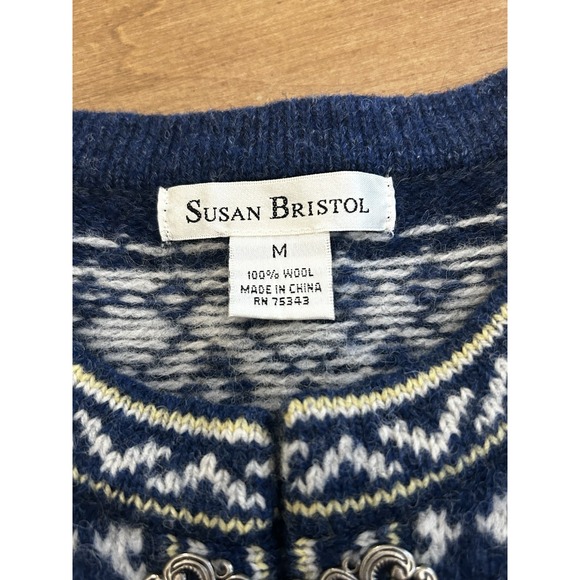 SUSAN BRISTOL
M
100% WOOL
MADE IN CHINA
RN 75343